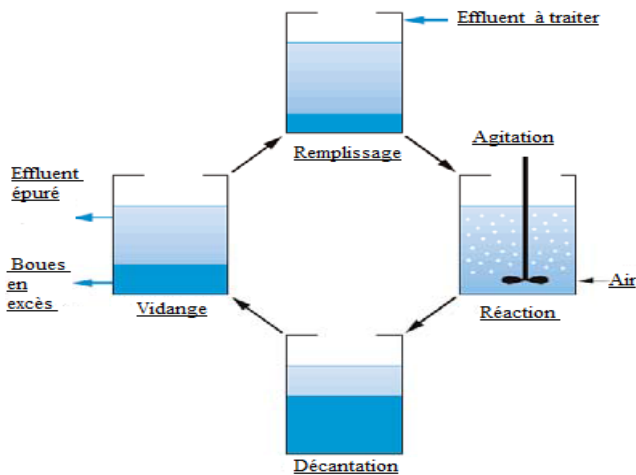 Effluent à traiter
Remplissage
Agitation
Effluent
épuré
Boues
en
excès
Vidange
Air
Réaction
Décantation